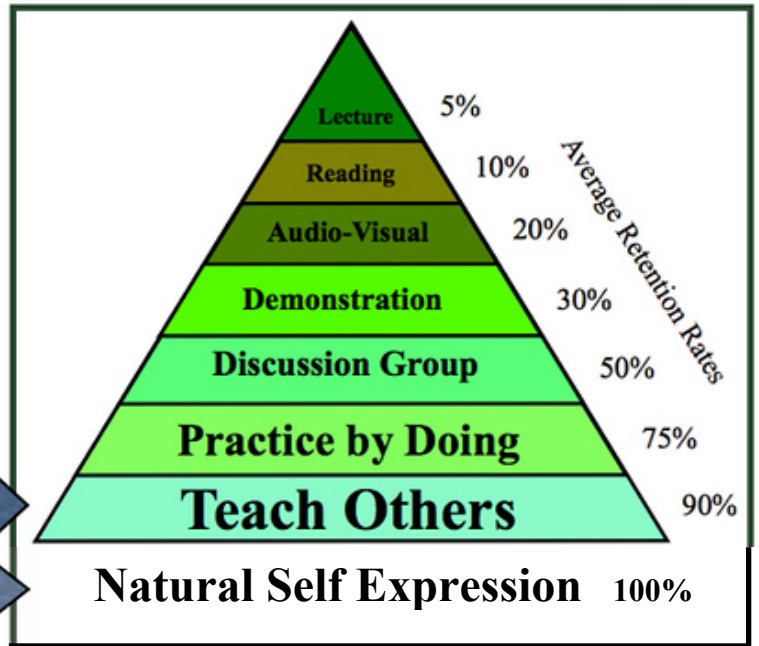 Lecture 5%
Reading 10%
Audio-Visual 20%
Demonstration 30%
Discussion Group 50%
Practice by Doing 75%
Teach Others 90%
Average Retention Rates
Natural Self Expression 100%